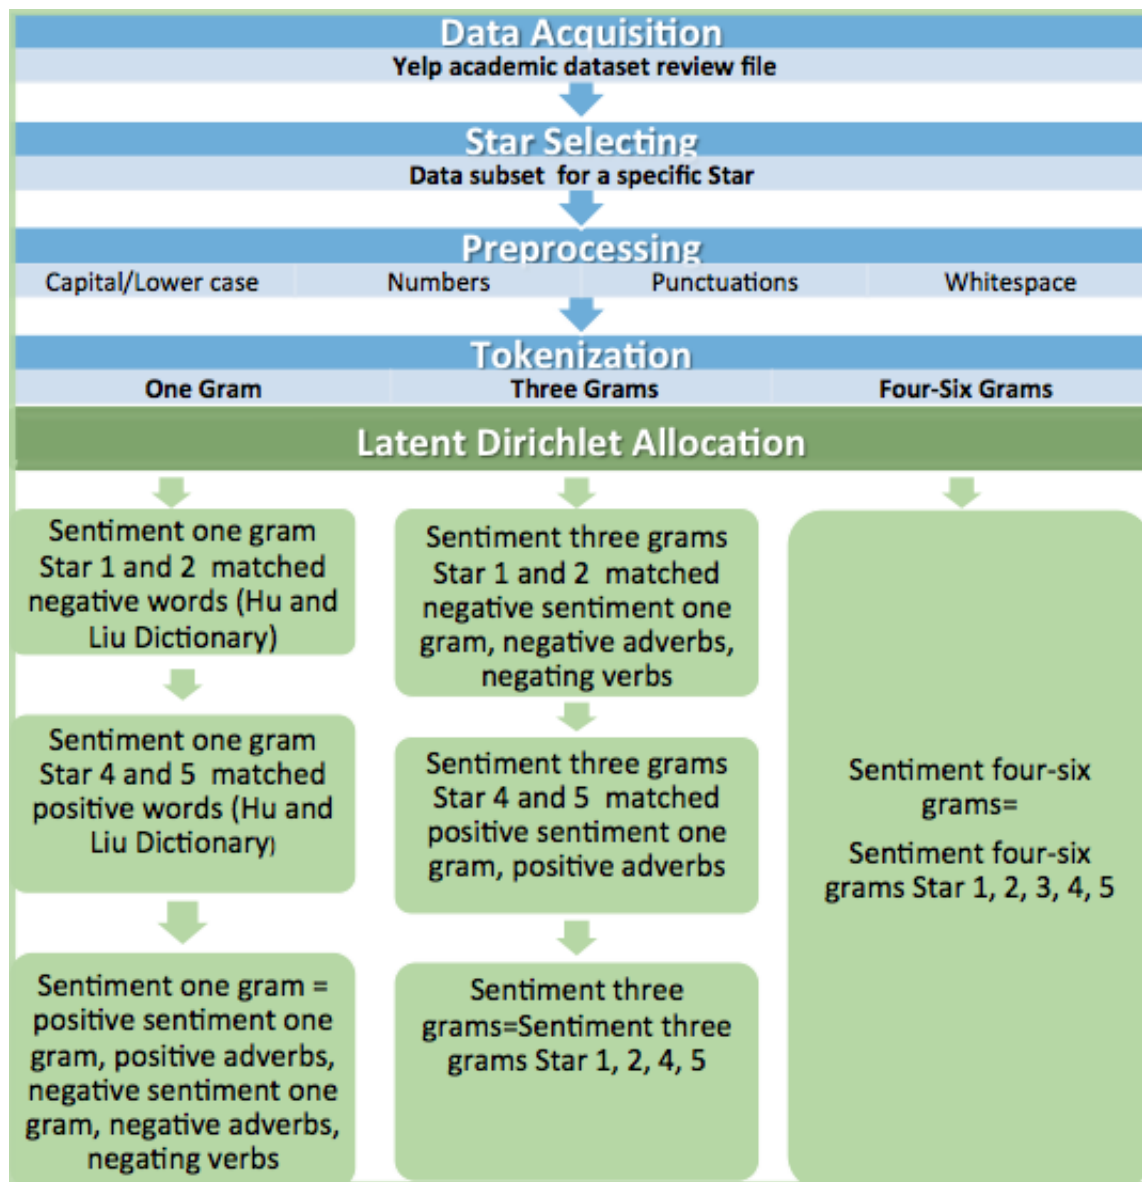 Data Acquisition
Yelp academic dataset review file
Star Selecting
Data subset for a specific Star
Preprocessing
Capital/Lower case
Numbers
Punctuations
Whitespace
Tokenization
One Gram
Three Grams
Four-Six Grams
Latent Dirichlet Allocation
Sentiment one gram
Star 1 and 2 matched
negative words (Hu and
Liu Dictionary)
Sentiment one gram
Star 4 and 5 matched
positive words (Hu and
Liu Dictionary)
Sentiment one gram =
positive sentiment one
gram, positive adverbs,
negative sentiment one
gram, negative adverbs,
negating verbs
Sentiment three grams
Star 1 and 2 matched
negative sentiment one
gram, negative adverbs,
negating verbs
Sentiment three grams
Star 4 and 5 matched
positive sentiment one
gram, positive adverbs
Sentiment three
grams=Sentiment three
grams Star 1, 2, 4, 5
Sentiment four-six
grams=
Sentiment four-six
grams Star 1, 2, 3, 4, 5